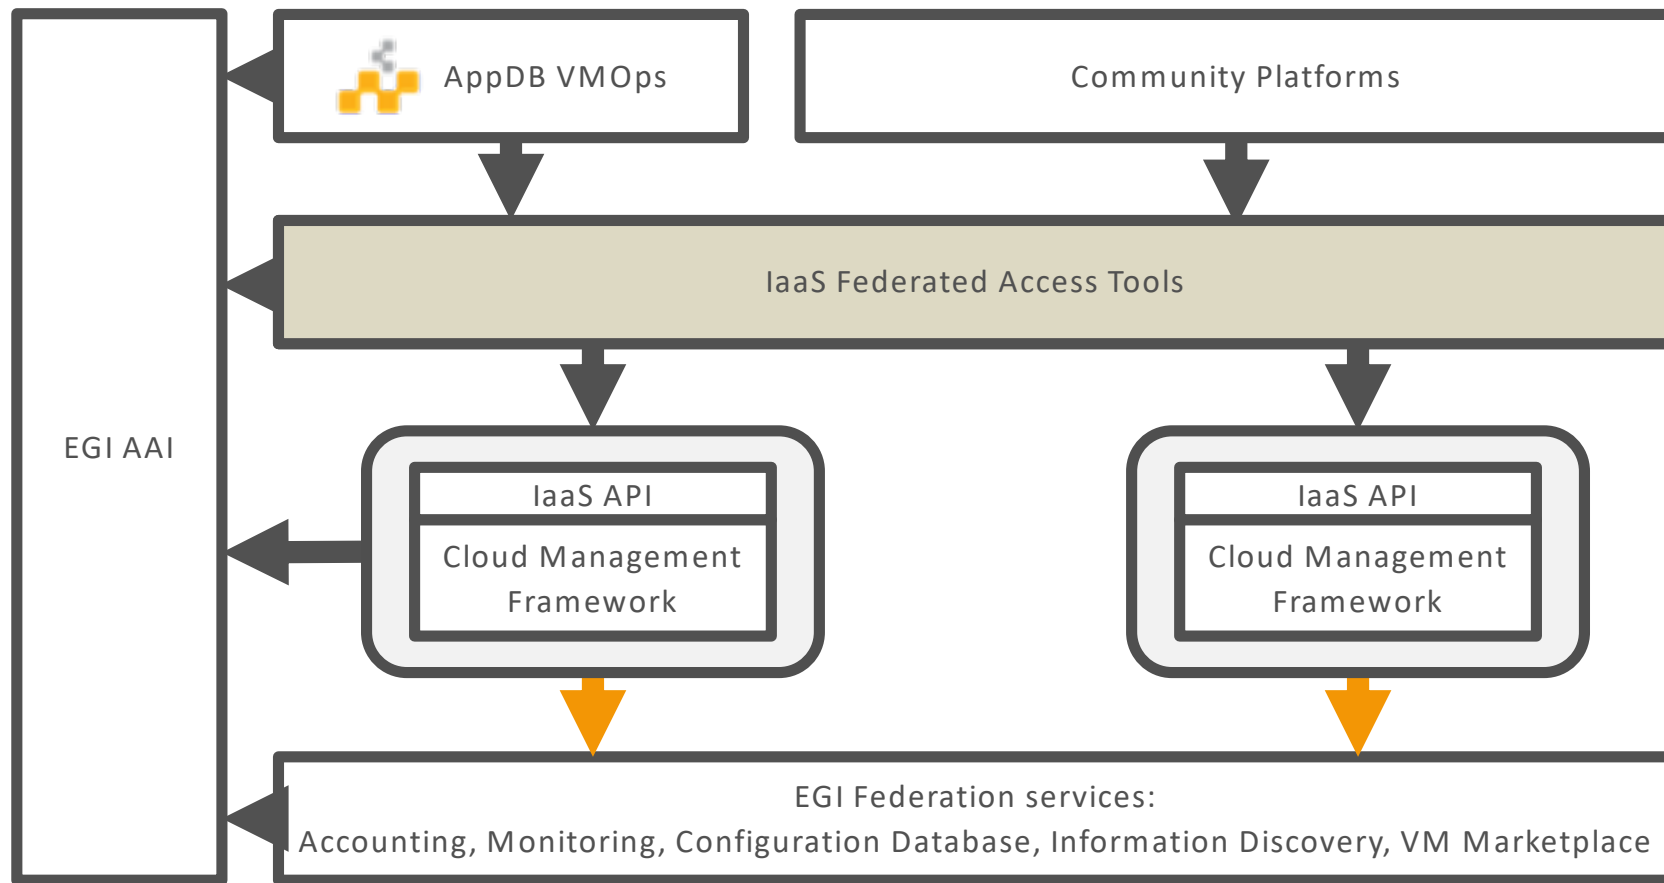 AppDB VMOps
Community Platforms
IaaS Federated Access Tools
EGI AAI
IaaS API
Cloud Management
Framework
IaaS API
Cloud Management
Framework
EGI Federation services:
Accounting, Monitoring, Configuration Database, Information Discovery, VM Marketplace